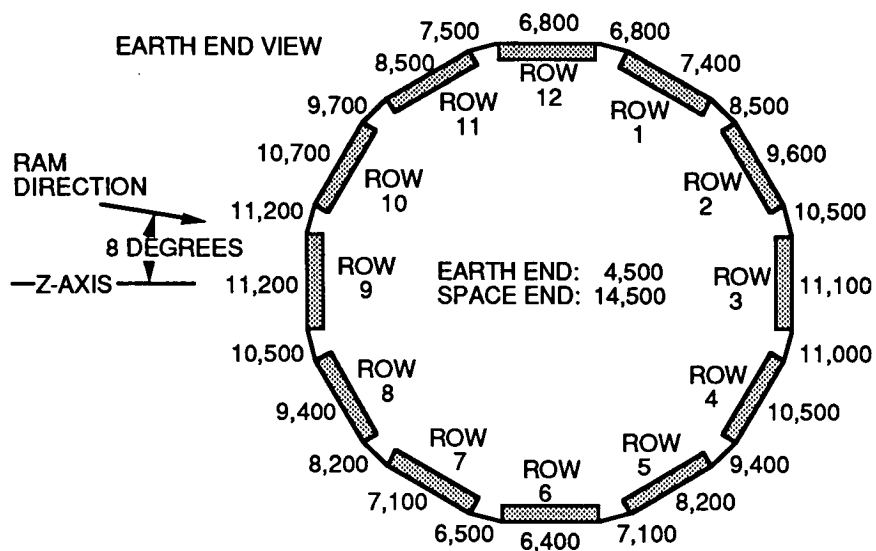 EARTH END VIEW
7,500
6,800
6,800
8,500
7,400
ROW
11
ROW
12
ROW
1
9,700
8,500
10,700
ROW
10
ROW
2
9,600
RAM
DIRECTION
11,200
10,500
8 DEGREES
–Z-AXIS
11,200
ROW
9
EARTH END: 4,500
SPACE END: 14,500
ROW
3
11,100
10,500
11,000
ROW
8
ROW
4
9,400
10,500
8,200
ROW
7
ROW
6
ROW
5
9,400
7,100
8,200
6,500
6,400
7,100